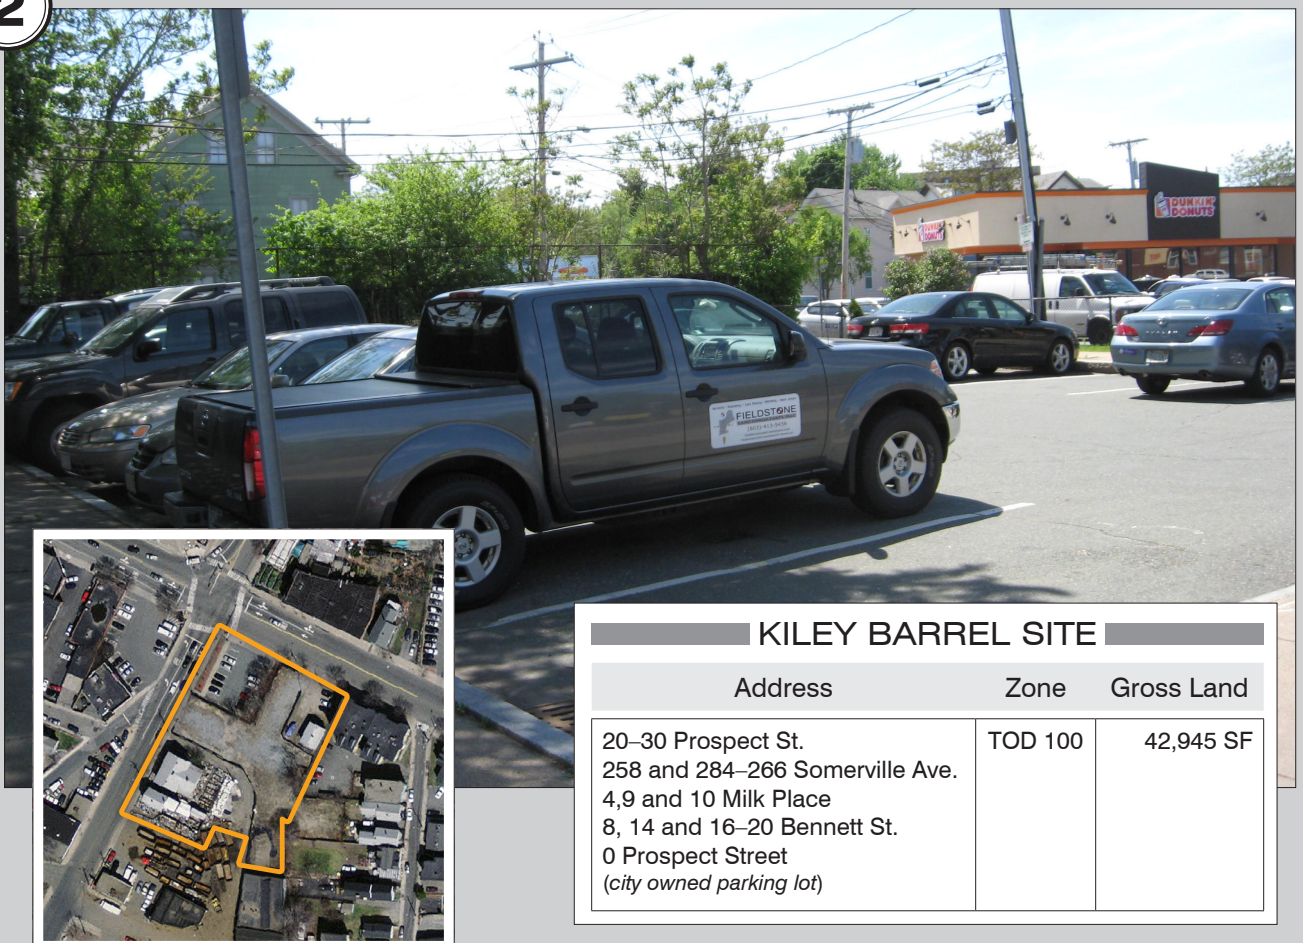 2
DUNKIN'
DONUTS
DUNKIN'
DONUTS
FIELDSTONE
KILEY BARREL SITE
Address Zone Gross Land
20–30 Prospect St. TOD 100 42,945 SF
258 and 284–266 Somerville Ave.
4,9 and 10 Milk Place
8, 14 and 16–20 Bennett St.
0 Prospect Street
(city owned parking lot)